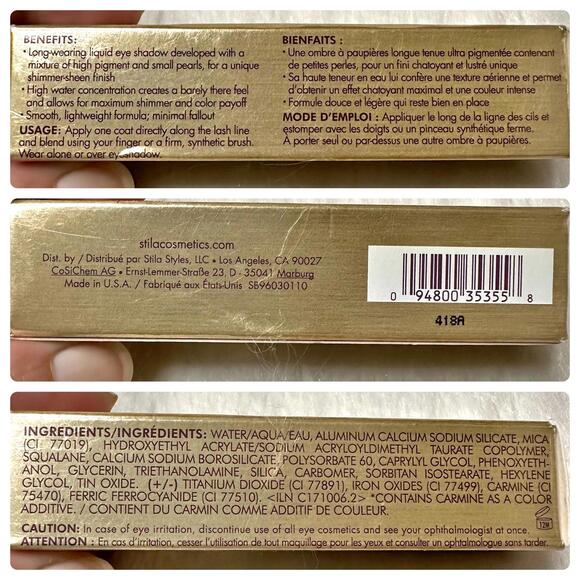 BENEFITS:
• Long-wearing liquid eye shadow developed with a
mixture of high pigment and small pearls, for a unique
shimmer-sheen finish
• High water concentration creates a barely there feel
and allows for maximum shimmer and color payoff
• Smooth, lightweight formula; minimal fallout
USAGE: Apply one coat directly along the lash line
and blend using your finger or a firm, synthetic brush.
Wear alone or over eyeshadow.
BIENFAITS :
• Une ombre à paupières longue tenue ultra pigmentée contenant
de petites perles, pour un fini chatoyant et lustré unique
• Sa haute teneur en eau lui confère une texture aérienne et permet
d'obtenir un effet chatoyant maximal et une couleur intense
• Formule douce et légère qui reste bien en place
MODE D'EMPLOI : Appliquer le long de la ligne des cils et
estomper avec les doigts ou un pinceau synthétique ferme.
À porter seul ou par-dessus une autre ombre à paupières.
stilacosmetics.com
Dist. by / Distribué par Stila Styles, LLC • Los Angeles, CA 90027
CoSiChem AG • Ernst-Lemmer-Straße 23, D - 35041 Marburg
Made in U.S.A. / Fabriqué aux États-Unis SB96030110
0 94800 35355 8
418A
INGREDIENTS/INGRÉDIENTS: WATER/AQUA/EAU, ALUMINUM CALCIUM SODIUM SILICATE, MICA
(CI 77019), HYDROXYETHYL ACRYLATE/SODIUM ACRYLOYLDIMETHYL TAURATE COPOLYMER,
SQUALANE, CALCIUM SODIUM BOROSILICATE, POLYSORBATE 60, CAPRYLYL GLYCOL, PHENOXYETH-
ANOL, GLYCERIN, TRIETHANOLAMINE, SILICA, CARBOMER, SORBITAN ISOSTEARATE, HEXYLENE
GLYCOL, TIN OXIDE. (+/-) TITANIUM DIOXIDE (CI 77891), IRON OXIDES (CI 77499), CARMINE (CI
75470), FERRIC FERROCYANIDE (CI 77510). <ILN C171006.2> *CONTAINS CARMINE AS A COLOR
ADDITIVE. / CONTIENT DU CARMIN COMME ADDITIF DE COULEUR.
CAUTION: In case of eye irritation, discontinue use of all eye cosmetics and see your ophthalmologist at once.
ATTENTION : En cas d'irritation, cesser l'utilisation de tout maquillage pour les yeux et consulter un ophtalmologue sans tarder.
12M